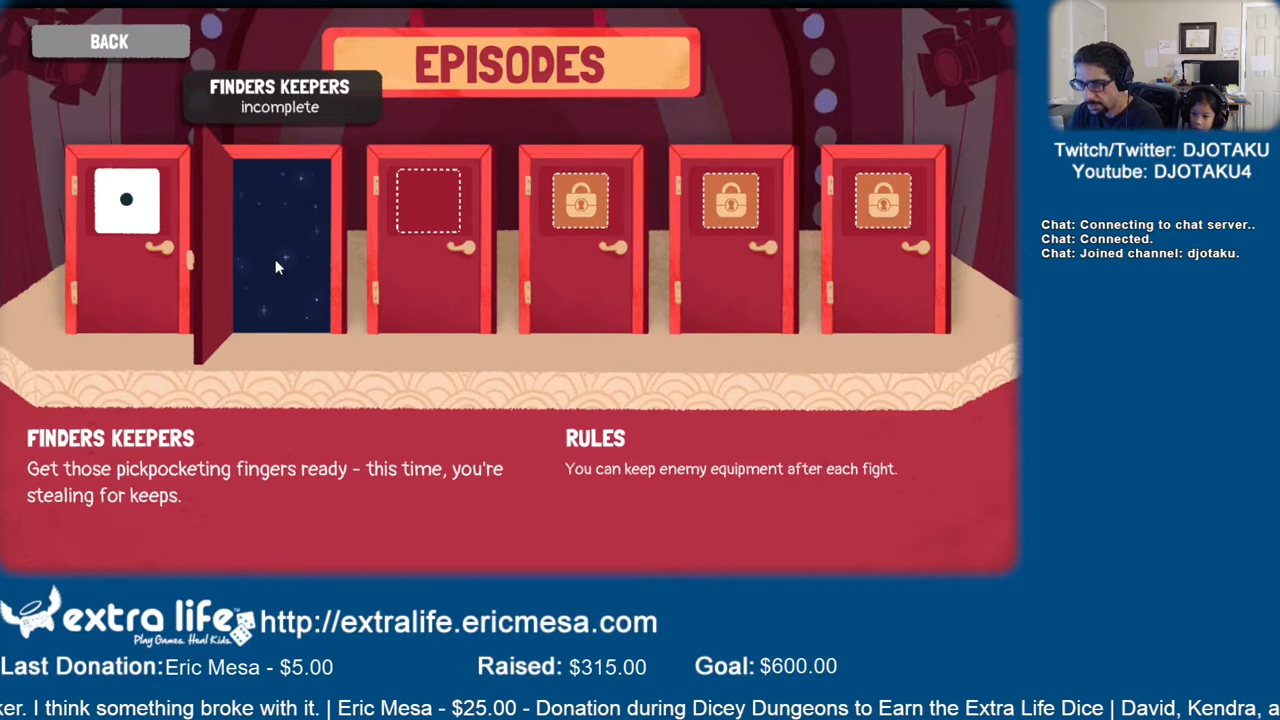 BACK
EPISODES
FINDERS KEEPERS
incomplete
FINDERS KEEPERS
Get those pickpocketing fingers ready - this time, you're
stealing for keeps.
RULES
You can keep enemy equipment after each fight.
Twitch/Twitter: DJOTAKU
Youtube: DJOTAKU4
Chat: Connecting to chat server..
Chat: Connected.
Chat: Joined channel: djotaku.
extra life
Play Games. Heal Kids.
http://extralife.ericmesa.com
Last Donation: Eric Mesa - $5.00
Raised: $315.00
Goal: $600.00
ker. I think something broke with it. | Eric Mesa - $25.00 - Donation during Dicey Dungeons to Earn the Extra Life Dice | David, Kendra, a